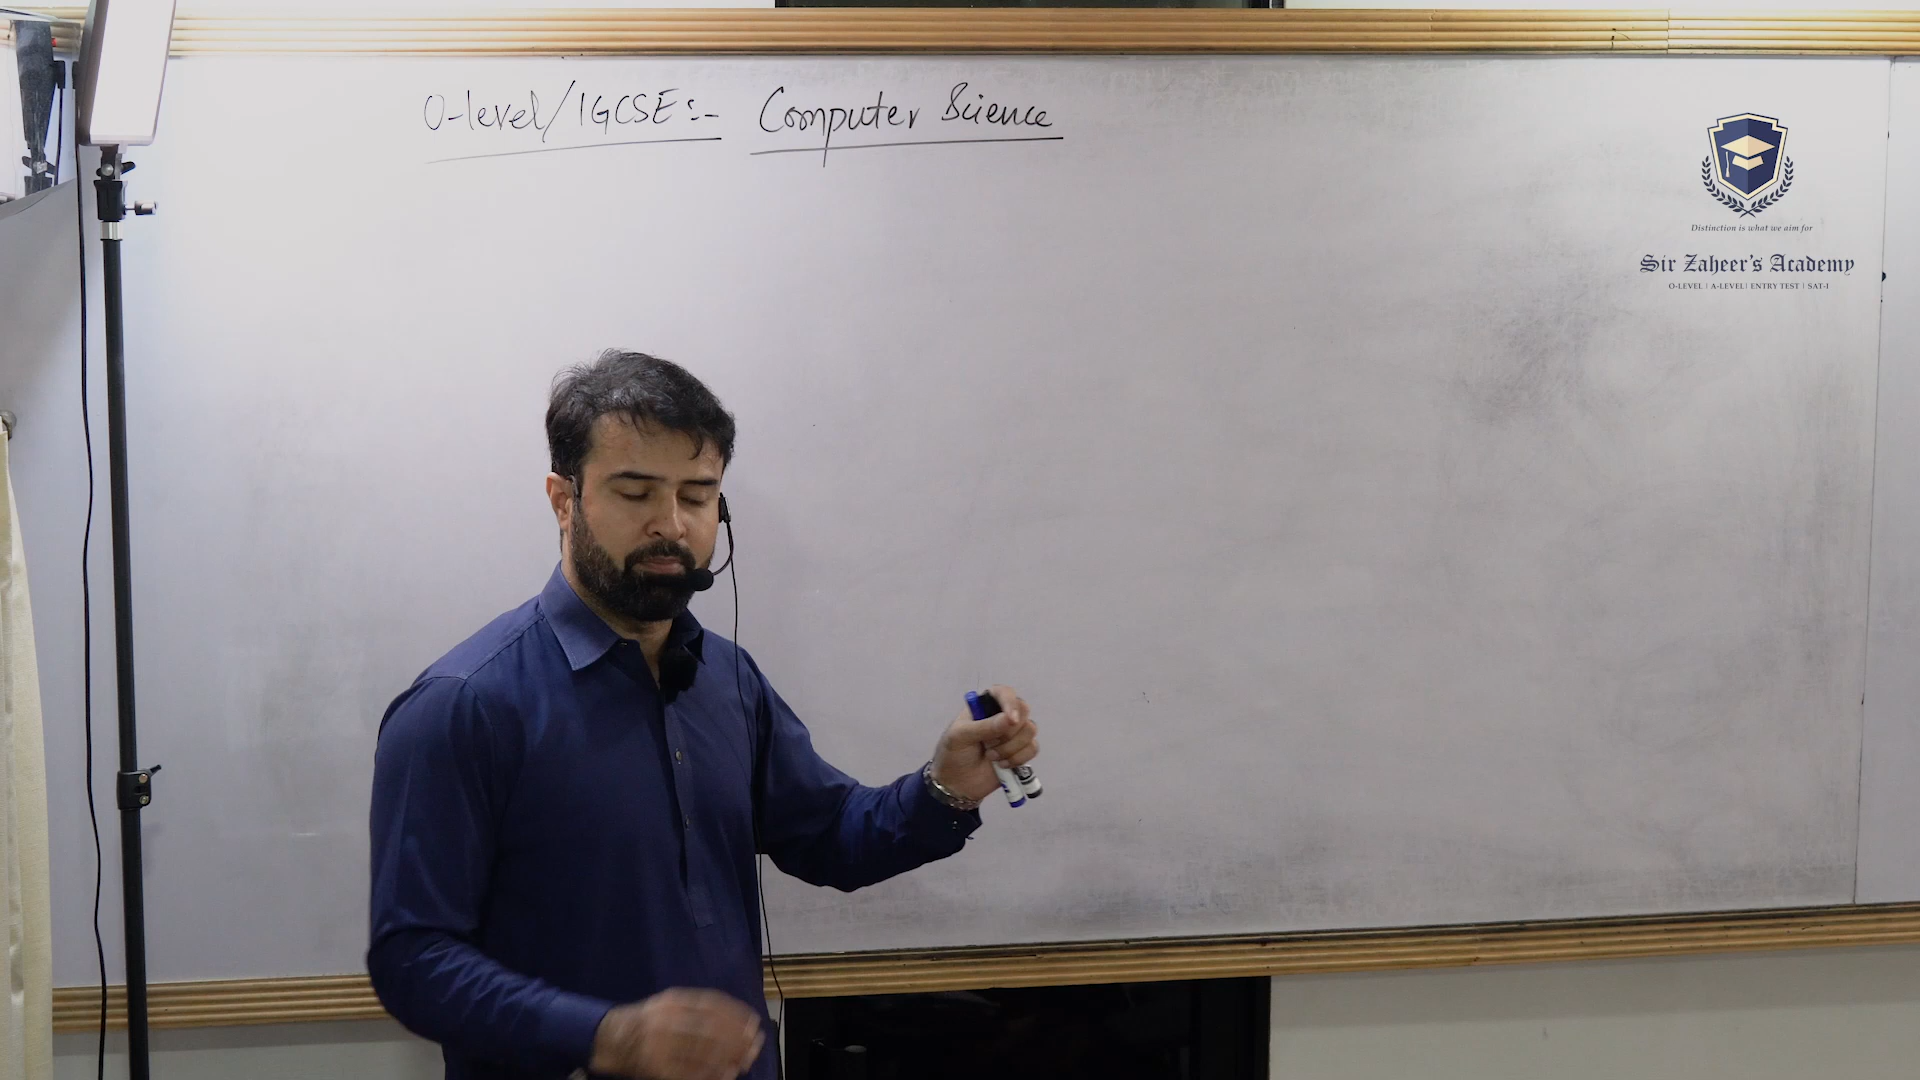 O-level/IGCSE:- Computer Science
Distinction is what we aim for
Sir Zaheer's Academy
O-LEVEL | A-LEVEL | ENTRY TEST | SAT-I